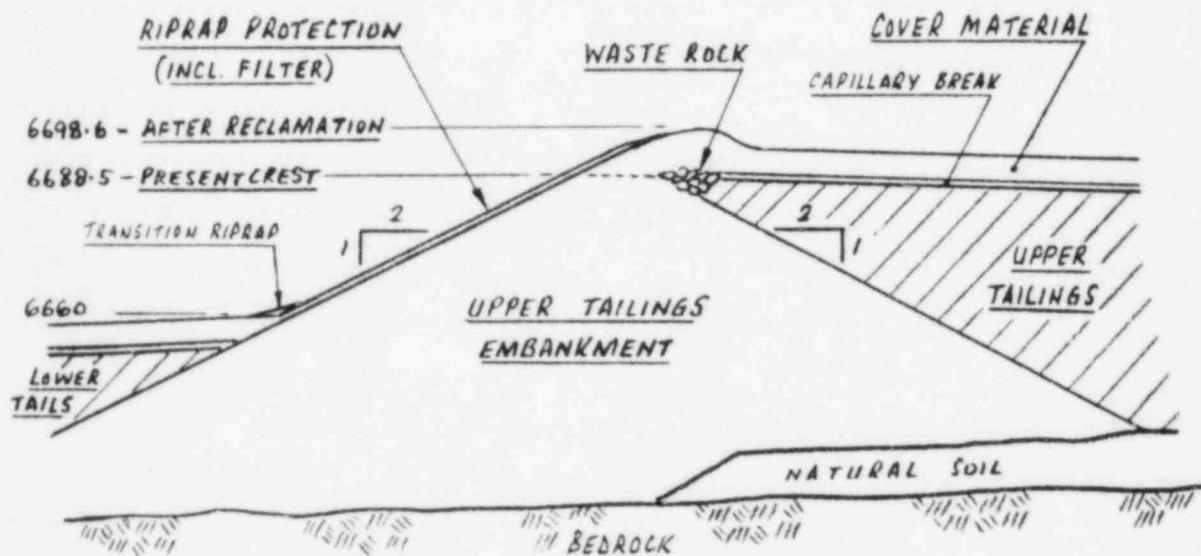 RIPRAP PROTECTION
(INCL. FILTER)
WASTE ROCK
COVER MATERIAL
CAPILLARY BREAK
6698.6 - AFTER RECLAMATION
6688.5 - PRESENT CREST
TRANSITION RIPRAP
2
1
2
1
6660
UPPER
TAILINGS
UPPER TAILINGS
EMBANKMENT
LOWER
TAILS
NATURAL SOIL
BEDROCK